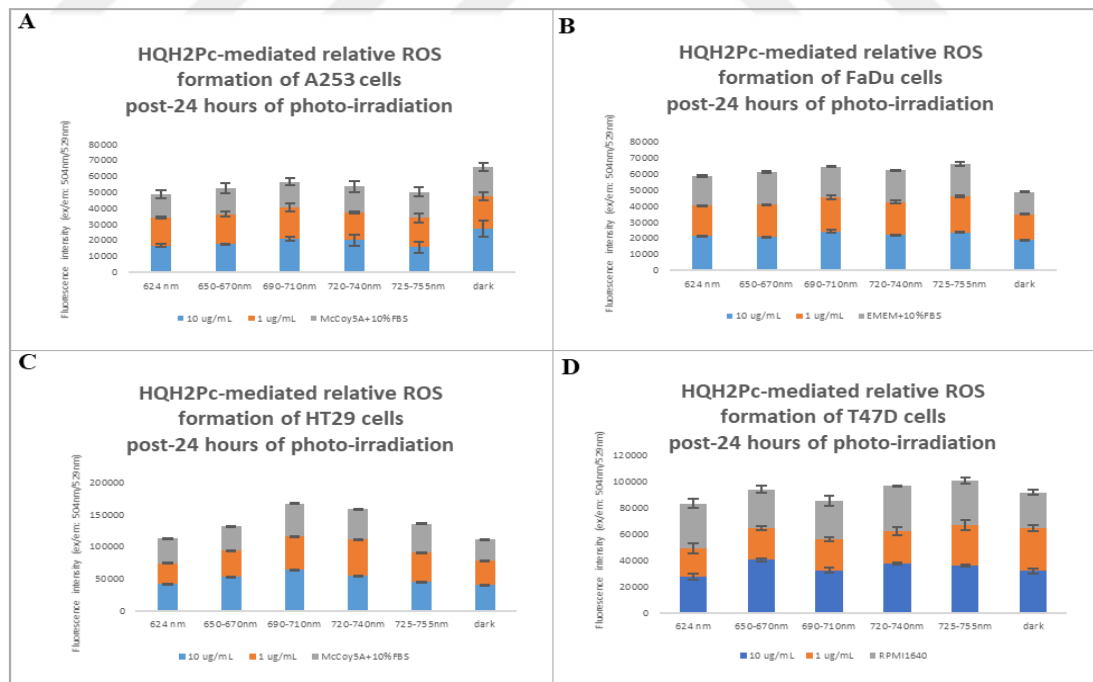 A
HQH2Pc-mediated relative ROS
formation of A253 cells
post-24 hours of photo-irradiation
Fluorescence intensity (ex/em: 504nm/529nm)
80000
70000
60000
50000
40000
30000
20000
10000
0
624 nm 650-670nm 690-710nm 720-740nm 725-755nm dark
10 ug/mL 1 ug/mL McCoy5A+10%FBS
B
HQH2Pc-mediated relative ROS
formation of FaDu cells
post-24 hours of photo-irradiation
Fluorescence intensity (ex/em: 504nm/529nm)
80000
70000
60000
50000
40000
30000
20000
10000
0
624 nm 650-670nm 690-710nm 720-740nm 725-755nm dark
10 ug/mL 1 ug/mL EMEM+10%FBS
C
HQH2Pc-mediated relative ROS
formation of HT29 cells
post-24 hours of photo-irradiation
Fluorescence intensity (ex/em: 504nm/529nm)
200000
150000
100000
50000
0
624 nm 650-670nm 690-710nm 720-740nm 725-755nm dark
10 ug/mL 1 ug/mL McCoy5A+10%FBS
D
HQH2Pc-mediated relative ROS
formation of T47D cells
post-24 hours of photo-irradiation
Fluorescence intensity (ex/em: 504nm/529nm)
120000
100000
80000
60000
40000
20000
0
624 nm 650-670nm 690-710nm 720-740nm 725-755nm dark
10 ug/mL 1 ug/mL RPMI1640